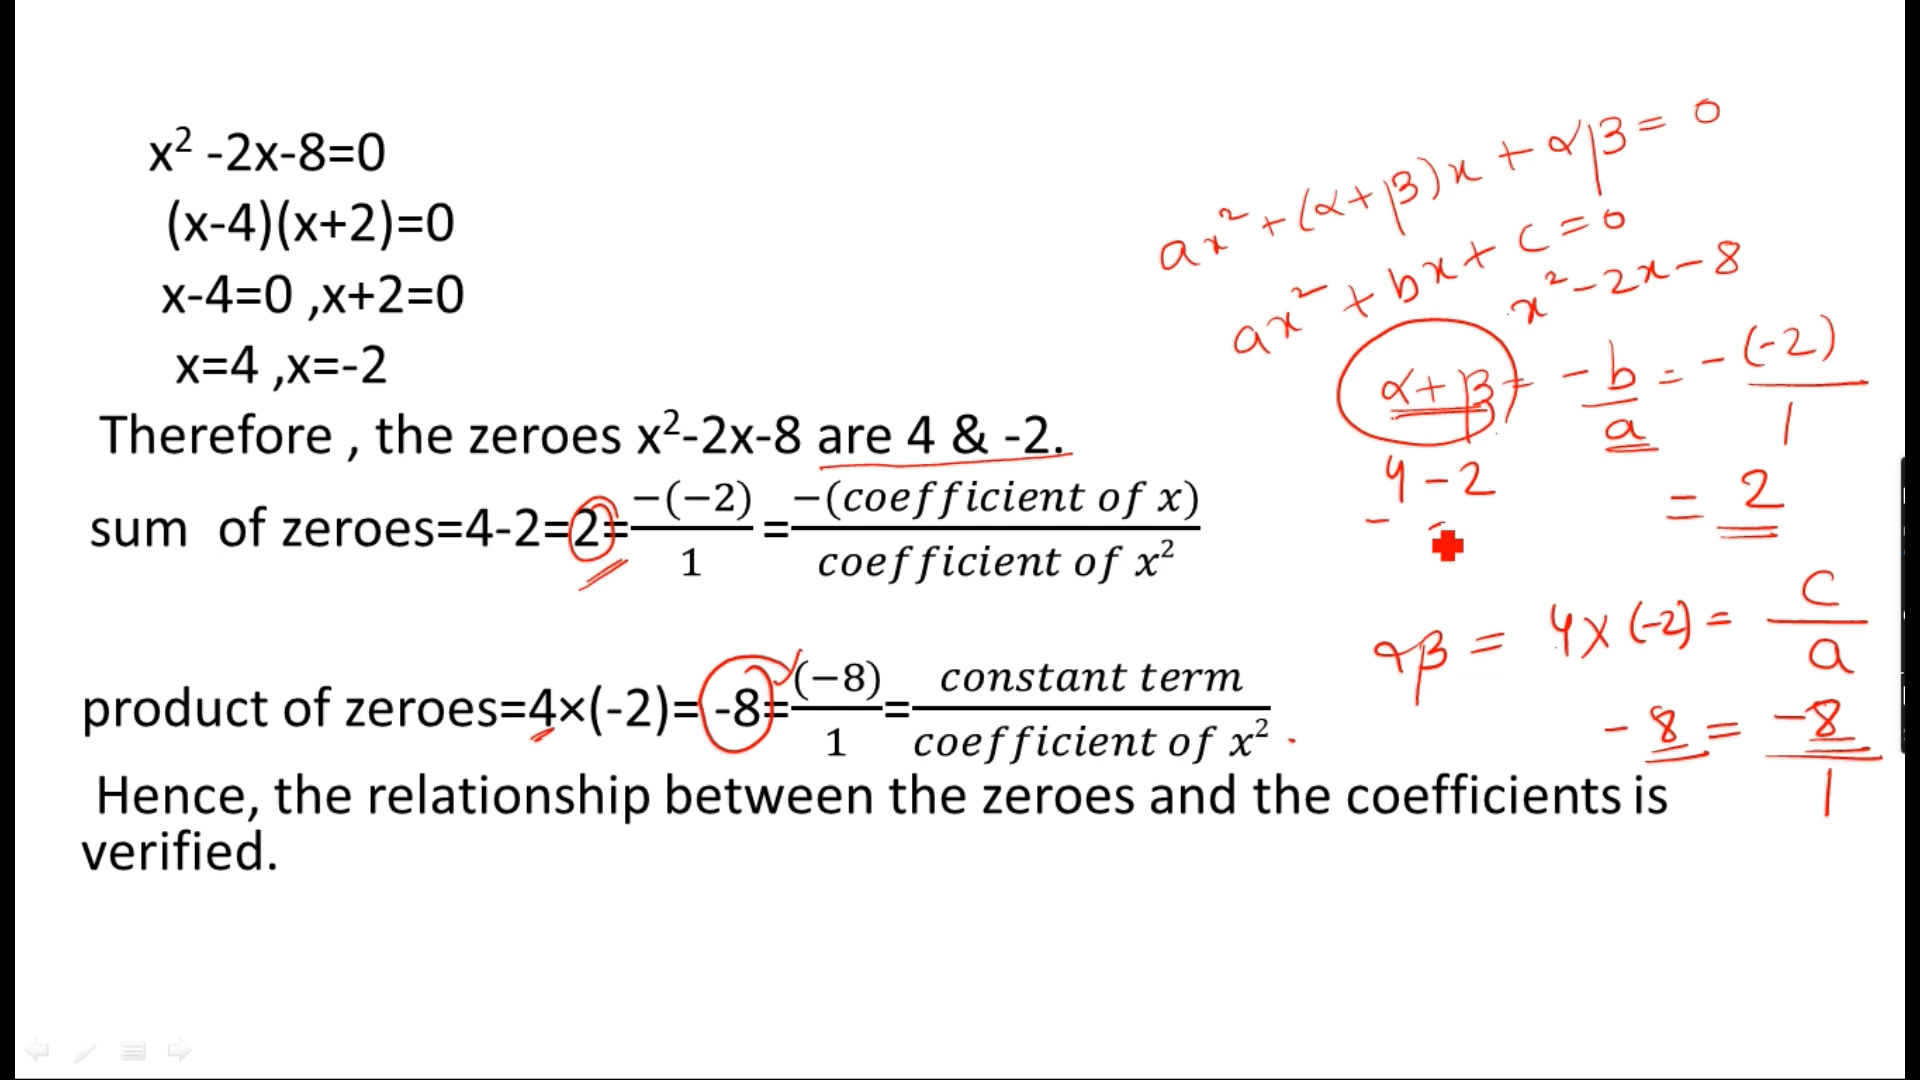 x² -2x-8=0
(x-4)(x+2)=0
x-4=0 ,x+2=0
x=4 ,x=-2
Therefore , the zeroes x²-2x-8 are 4 & -2.
sum of zeroes=4-2=2=−(−2)/1 =−(coefficient of x)/coefficient of x²
product of zeroes=4×(-2)= -8=(−8)/1=constant term/coefficient of x²
Hence, the relationship between the zeroes and the coefficients is
verified.
ax² + (α+β)x + αβ = 0
ax² + bx + c = 0
x² - 2x - 8
α+β = -b/a = -(-2)/1
4 - 2
= 2
αβ = 4 x (-2) = c/a
-8 = -8/1